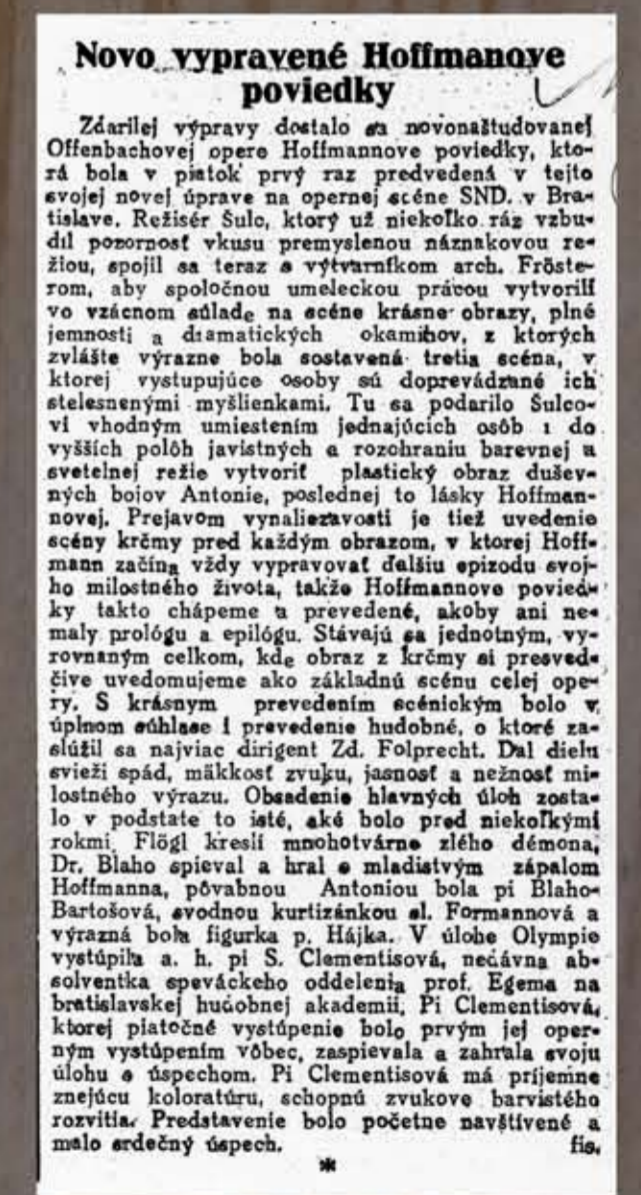 Novo vypravené Hoffmanove
poviedky
Zdarilej výpravy dostalo sa novonaštudovanej
Offenbachovej opere Hoffmannove poviedky, kto-
rá bola v piatok prvý raz predvedená v tejto
svojej novej úprave na opernej scéne SND. v Bra-
tislave. Režisér Šulc, ktorý už niekoľko ráz vzbu-
dil pozornosť vkusu premyslenou náznakovou re-
žiou, spojil sa teraz s výtvarníkom arch. Fröste-
rom, aby spoločnou umeleckou prácou vytvorili
vo vzácnom súlade na scéne krásne obrazy, plné
jemnosti a dramatických okamihov, z ktorých
zvlášte výrazne bola sostavená tretia scéna, v
ktorej vystupujúce osoby sú doprevádzané ich
stelesnenými myšlienkami. Tu sa podarilo Šulco-
vi vhodným umiestením jednajúcich osôb i do
vyšších polôh javistných a rozohraniu barevnej a
svetelnej režie vytvoriť plastický obraz dušev-
ných bojov Antonie, poslednej to lásky Hoffman-
novej. Prejavom vynaliezavosti je tiež uvedenie
scény krčmy pred každým obrazom, v ktorej Hoff-
mann začína vždy vypravovať ďalšiu epizodu svoj-
ho milostného života, takže Hoffmannove povied-
ky takto chápeme a prevedené, akoby ani ne-
maly prológu a epilógu. Stávajú sa jednotným, vy-
rovnaným celkom, kde obraz z krčmy si presved-
čive uvedomujeme ako základnú scénu celej ope-
ry. S krásnym prevedením scénickým bolo v
úplnom súhlase i prevedenie hudobné, o ktoré za-
slúžil sa najviac dirigent Zd. Folprecht. Dal dielu
svieži spád, mäkkosť zvuku, jasnosť a nežnosť mi-
lostného výrazu. Obsadenie hlavných úloh zosta-
lo v podstate to isté, aké bolo pred niekoľkými
rokmi. Flögl kreslí mnohotvárne zlého démona,
Dr. Blaho spieval a hral s mladistvým zápalom
Hoffmanna, pôvabnou Antoniou bola pi Blaho-
Bartošová, svodnou kurtizánkou sl. Formannová a
výrazná bola figurka p. Hájka. V úlohe Olympie
vystúpila a. h. pi S. Clementisová, nedávna ab-
solventka speváckeho oddelenia prof. Egema na
bratislavskej hudobnej akademii. Pi Clementisová,
ktorej piatočné vystúpenie bolo prvým jej oper-
ným vystúpením vôbec, zaspievala a zahrala svoju
úlohu s úspechom. Pi Clementisová má príjemne
znejúcu koloratúru, schopnú zvukove barvistého
rozvitia. Predstavenie bolo početne navštívené a
malo srdečný úspech. fis.
*